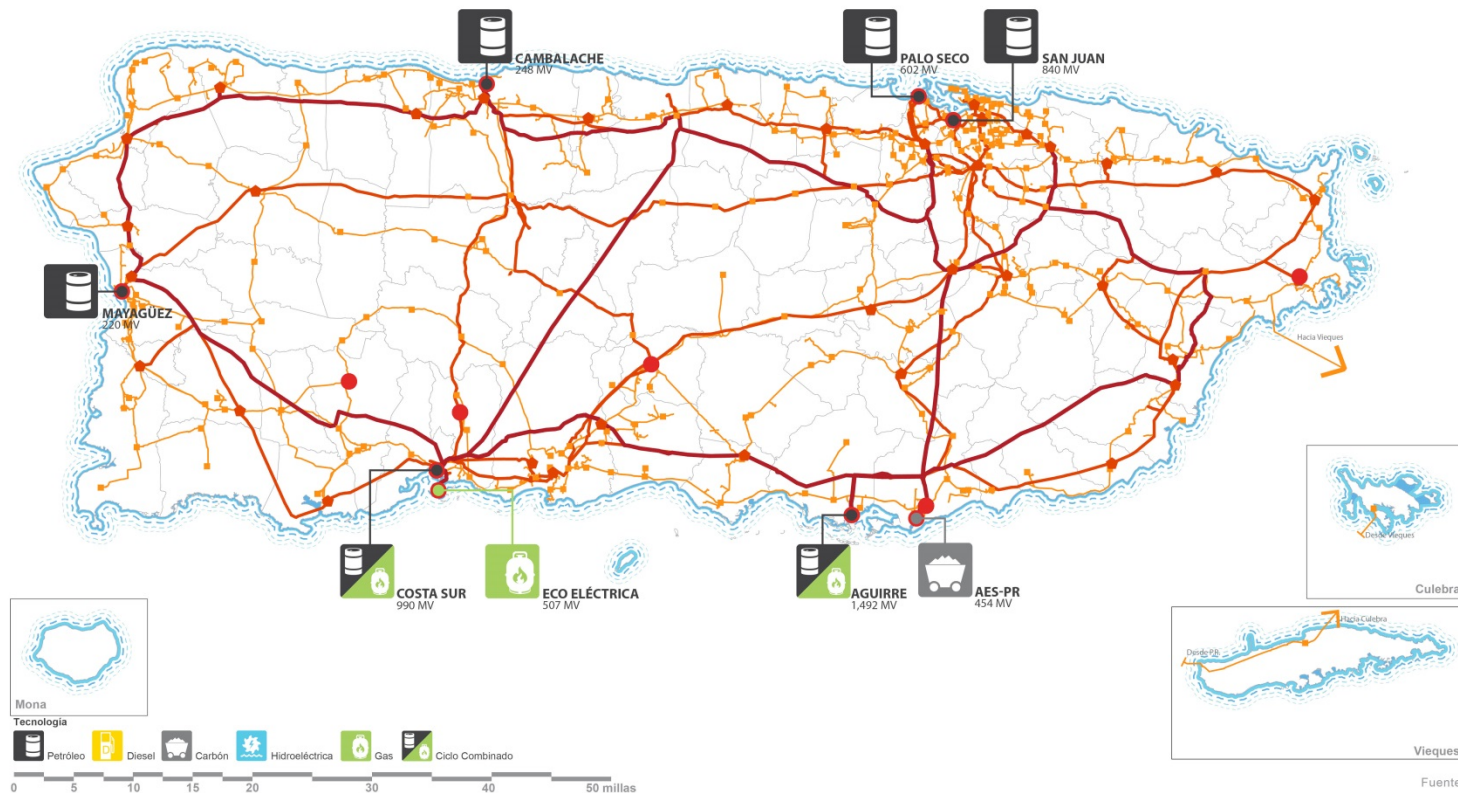 CAMBALACHE
248 MV
PALO SECO
602 MV
SAN JUAN
840 MV
MAYAGÜEZ
220 MV
Hacia Vieques
COSTA SUR
990 MV
ECO ELÉCTRICA
507 MV
AGUIRRE
1,492 MV
AES-PR
454 MV
Desde Vieques
Culebra
Hacia Culebra
Desde P.R.
Vieques
Mona
Tecnología
Petróleo
Diesel
Carbón
Hidroeléctrica
Gas
Ciclo Combinado
0 5 10 15 20 30 40 50 millas
Fuente